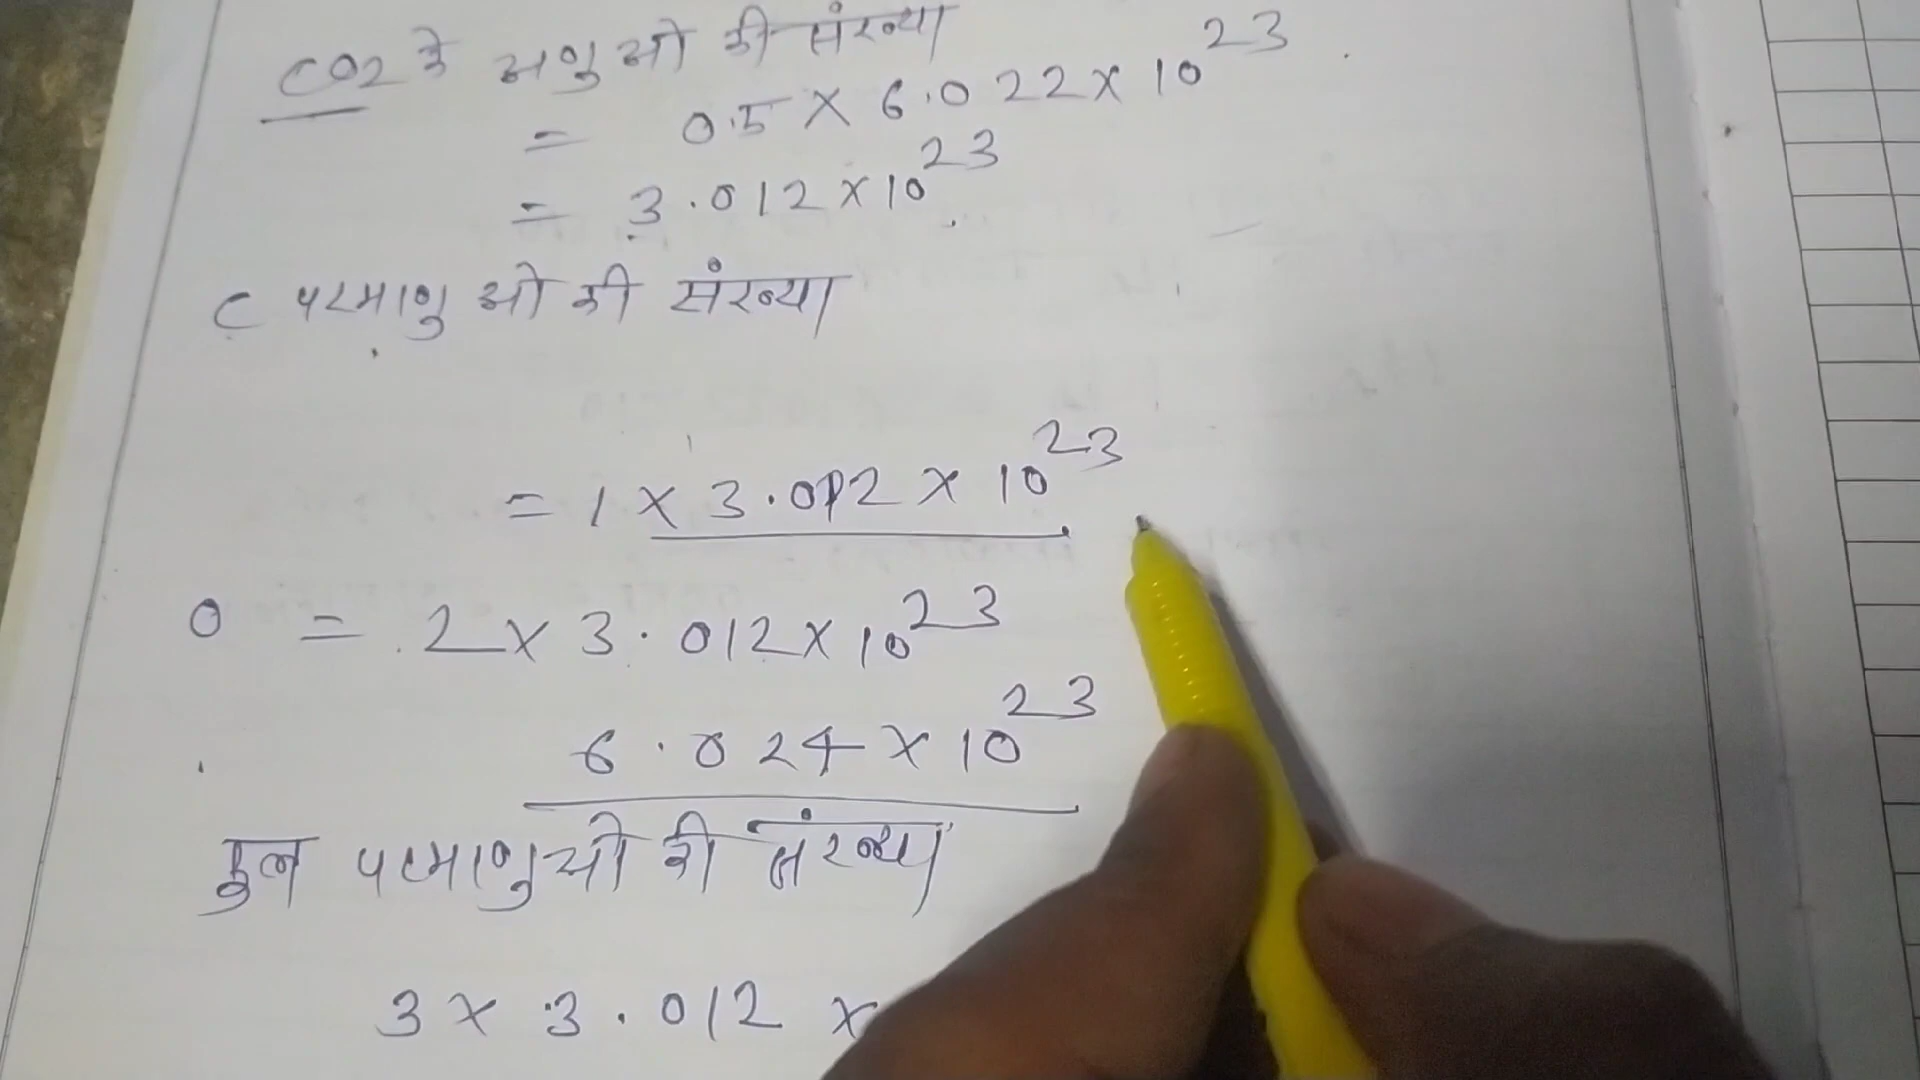 CO2 के अणुओ की संख्या
= 0.5 × 6.022 × 10^23
= 3.012 × 10^23
C परमाणुओ की संख्या
= 1 × 3.012 × 10^23
O = 2 × 3.012 × 10^23
6.024 × 10^23
कुल परमाणुओ की संख्या
3 × 3.012 ×